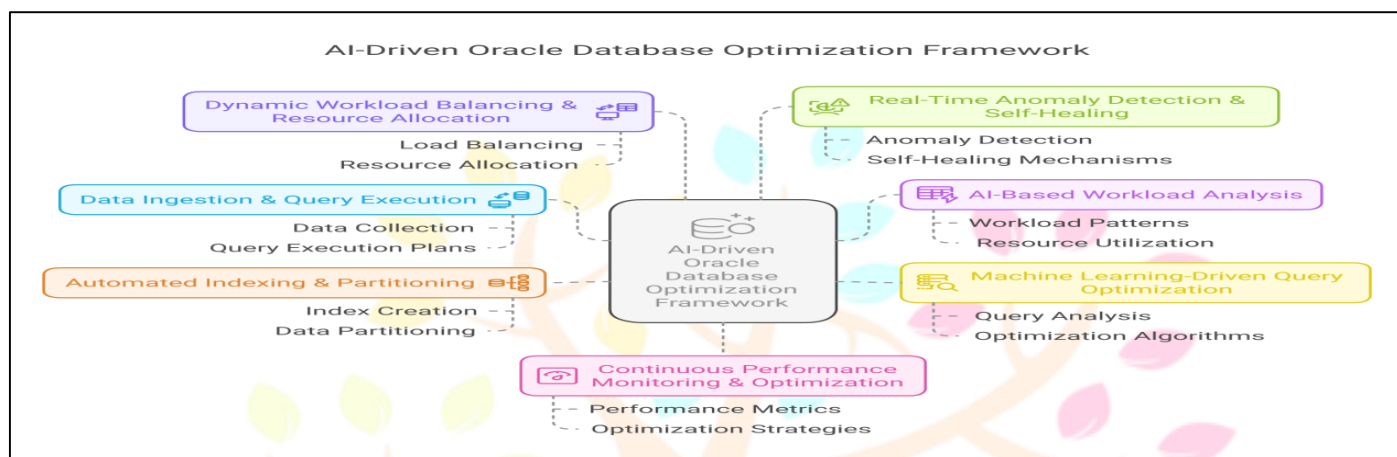 AI-Driven Oracle Database Optimization Framework
Dynamic Workload Balancing &
Resource Allocation
Load Balancing
Resource Allocation
Data Ingestion & Query Execution
Data Collection
Query Execution Plans
Automated Indexing & Partitioning
Index Creation
Data Partitioning
AI-Driven
Oracle
Database
Optimization
Framework
Real-Time Anomaly Detection &
Self-Healing
Anomaly Detection
Self-Healing Mechanisms
AI-Based Workload Analysis
Workload Patterns
Resource Utilization
Machine Learning-Driven Query
Optimization
Query Analysis
Optimization Algorithms
Continuous Performance
Monitoring & Optimization
Performance Metrics
Optimization Strategies